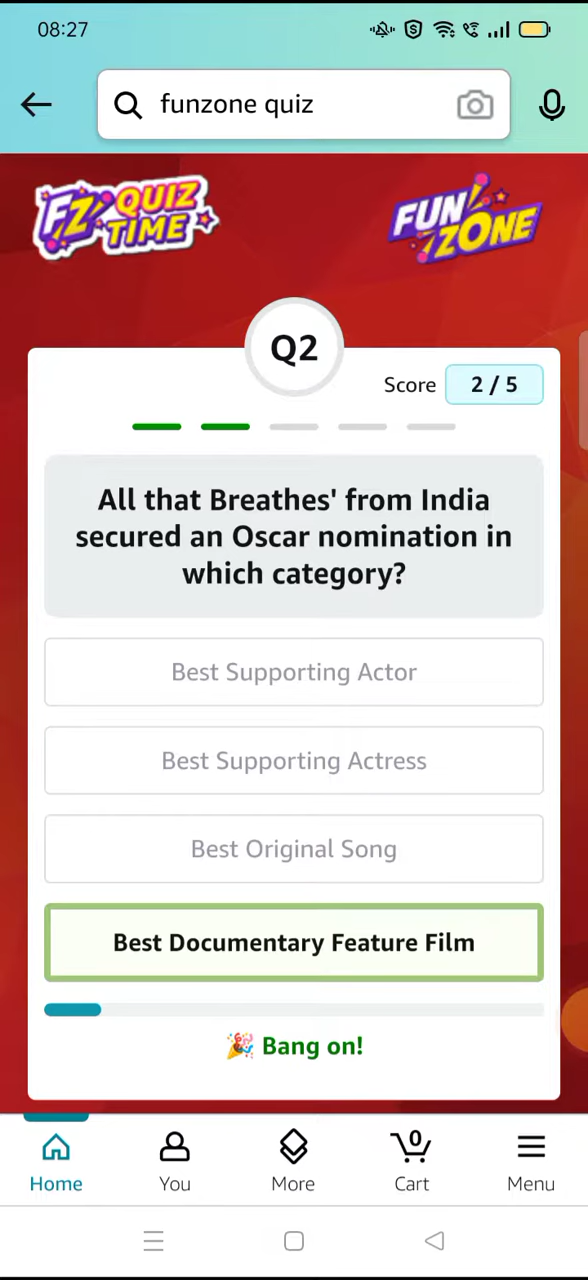 08:27
funzone quiz
FZ QUIZ
TIME
FUN
ZONE
Q2
Score 2 / 5
All that Breathes' from India
secured an Oscar nomination in
which category?
Best Supporting Actor
Best Supporting Actress
Best Original Song
Best Documentary Feature Film
🎉 Bang on!
0
Home You More Cart Menu